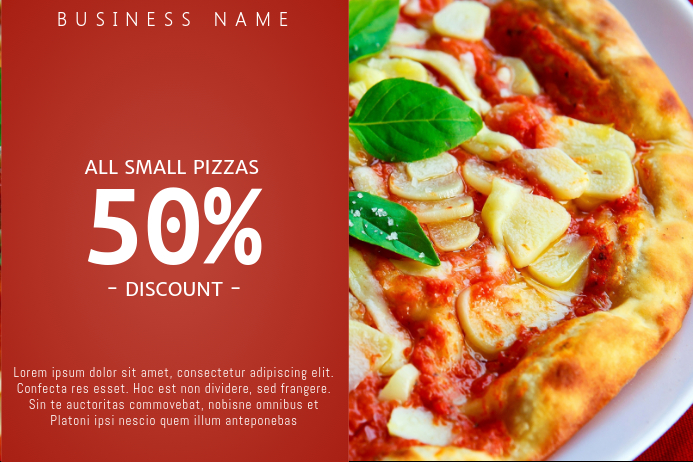 BUSINESS NAME
ALL SMALL PIZZAS
50%
- DISCOUNT -
Lorem ipsum dolor sit amet, consectetur adipiscing elit.
Confecta res esset. Hoc est non dividere, sed frangere.
Sin te auctoritas commovebat, nobisne omnibus et
Platoni ipsi nescio quem illum anteponebas